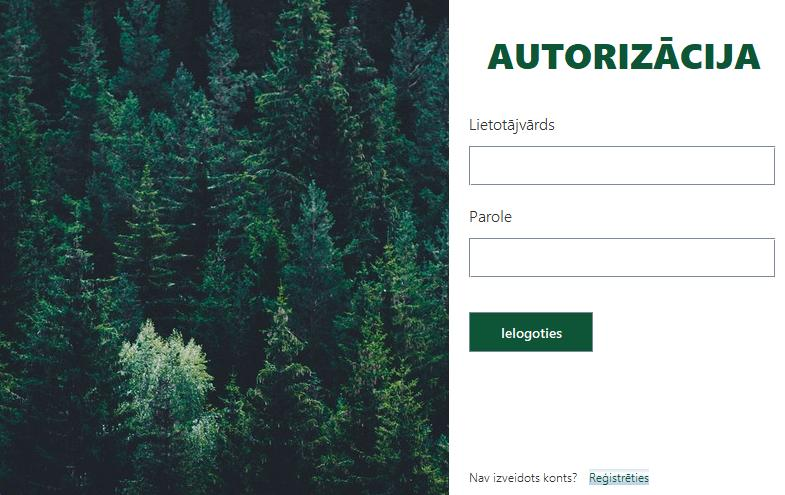 AUTORIZĀCIJA
Lietotājvārds
Parole
Ielogoties
Nav izveidots konts? Reģistrēties